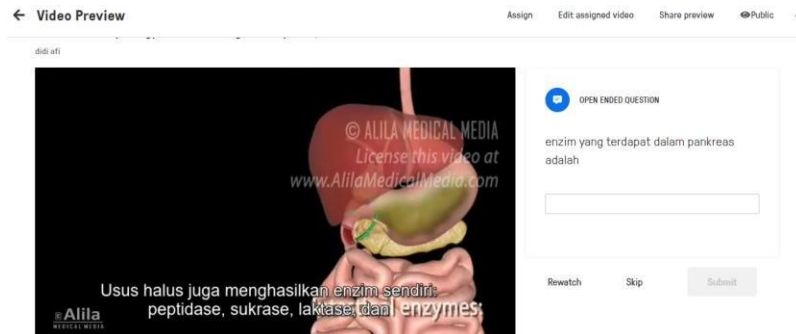 ← Video Preview
Assign
Edit assigned video
Share preview
Public
didi afi
© ALILA MEDICAL MEDIA
License this video at
www.AlilaMedicalMedia.com
Usus halus juga menghasilkan enzim sendiri:
peptidase, sukrase, laktase, dan
enzymes:
Alila
MEDICAL MEDIA
OPEN ENDED QUESTION
enzim yang terdapat dalam pankreas
adalah
Rewatch
Skip
Submit